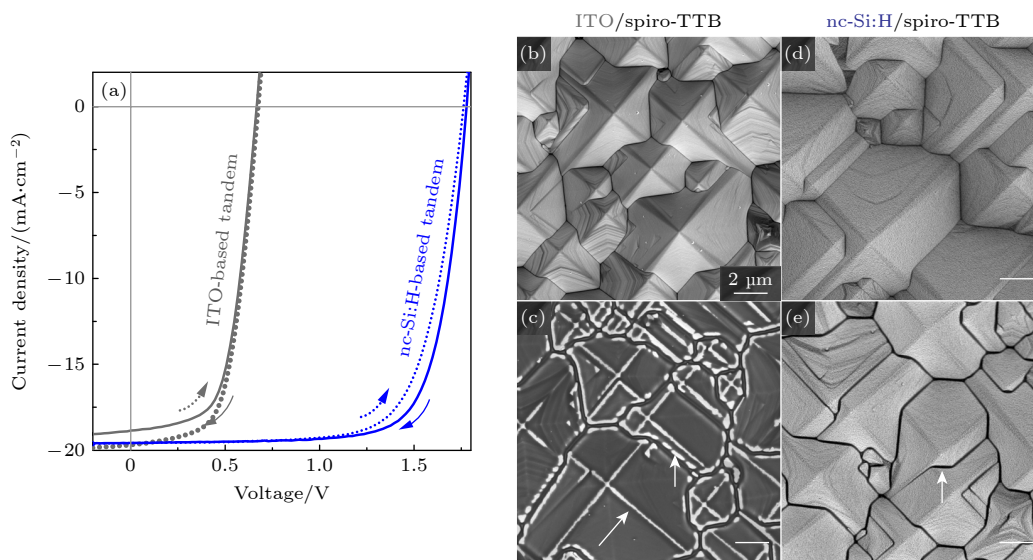 ITO/spiro-TTB
nc-Si:H/spiro-TTB
(a)
0
−5
−10
−15
−20
Current density/(mA·cm−2)
ITO-based tandem
nc-Si:H-based tandem
0
0.5
1.0
1.5
Voltage/V
(b)
2 µm
(d)
(c)
(e)